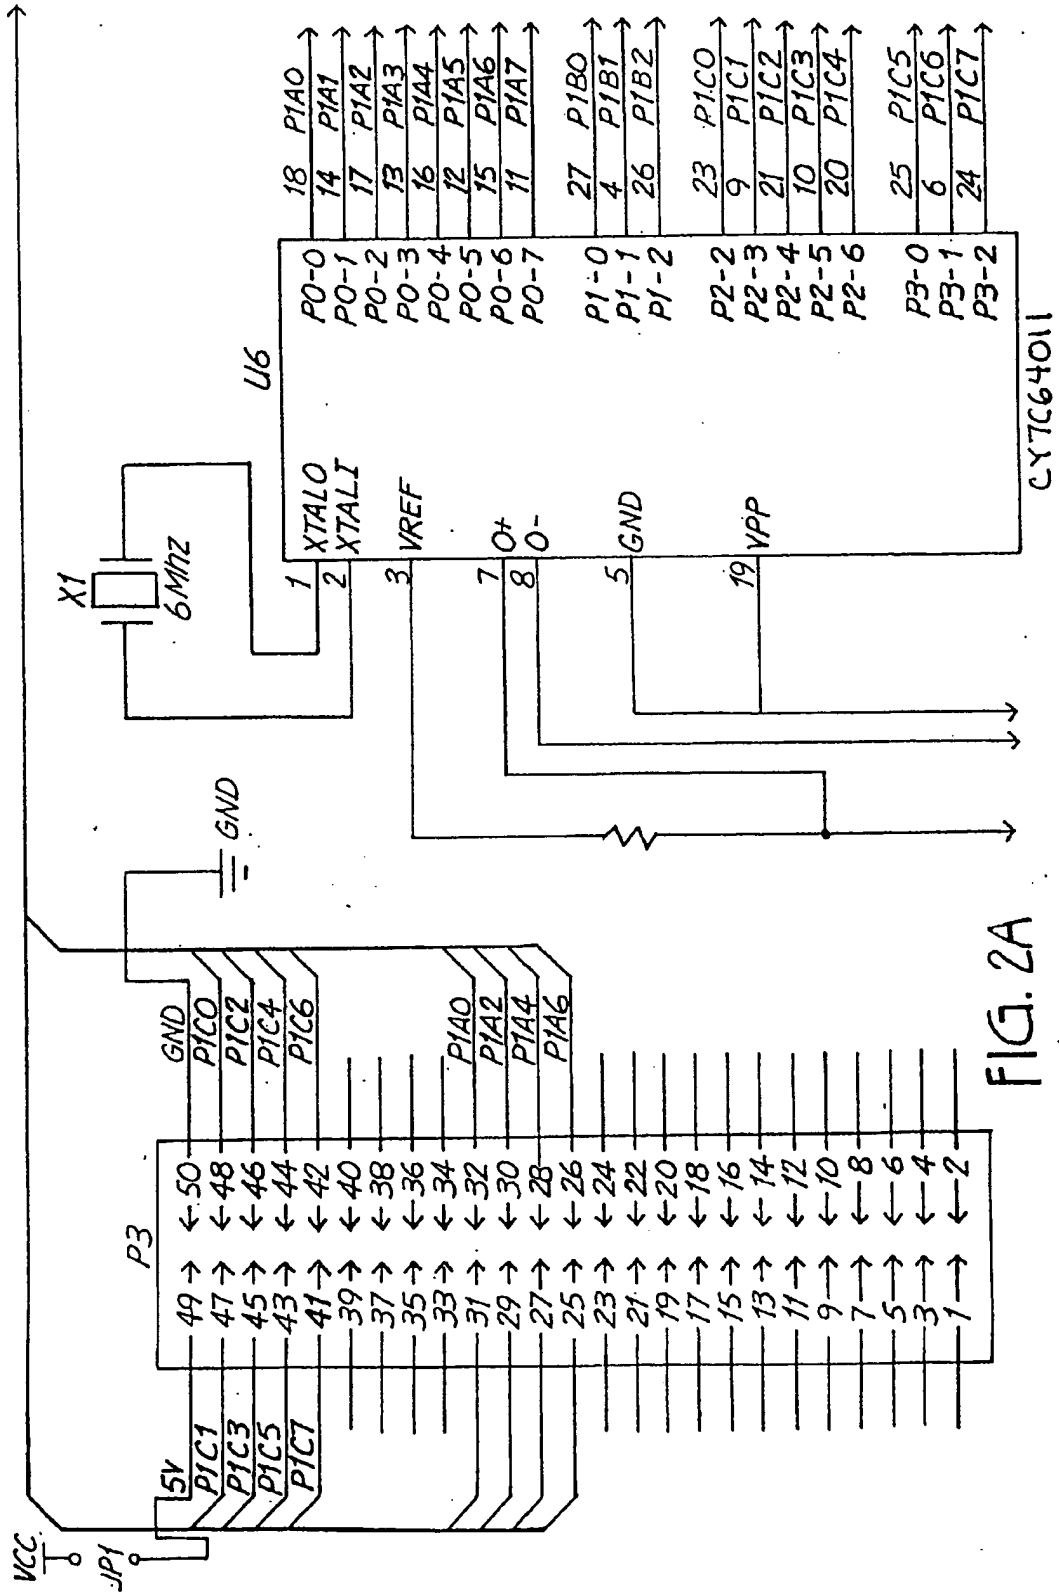 VCC
JP1
5V
P1C1
P1C3
P1C5
P1C7
P3
49 50
47 48
45 46
43 44
41 42
39 40
37 38
35 36
33 34
31 32
29 30
27 28
25 26
23 24
21 22
19 20
17 18
15 16
13 14
11 12
9 10
7 8
5 6
3 4
1 2
GND
P1C0
P1C2
P1C4
P1C6
P1A0
P1A2
P1A4
P1A6
GND
X1
6Mhz
U6
1 XTALO
2 XTALI
3 VREF
7 O+
8 O-
5 GND
19 VPP
P0-0 18 P1A0
P0-1 14 P1A1
P0-2 17 P1A2
P0-3 13 P1A3
P0-4 16 P1A4
P0-5 12 P1A5
P0-6 15 P1A6
P0-7 11 P1A7
P1-0 27 P1B0
P1-1 4 P1B1
P1-2 26 P1B2
P2-2 23 P1C0
P2-3 9 P1C1
P2-4 21 P1C2
P2-5 10 P1C3
P2-6 20 P1C4
P3-0 25 P1C5
P3-1 6 P1C6
P3-2 24 P1C7
CY7C64011
FIG. 2A